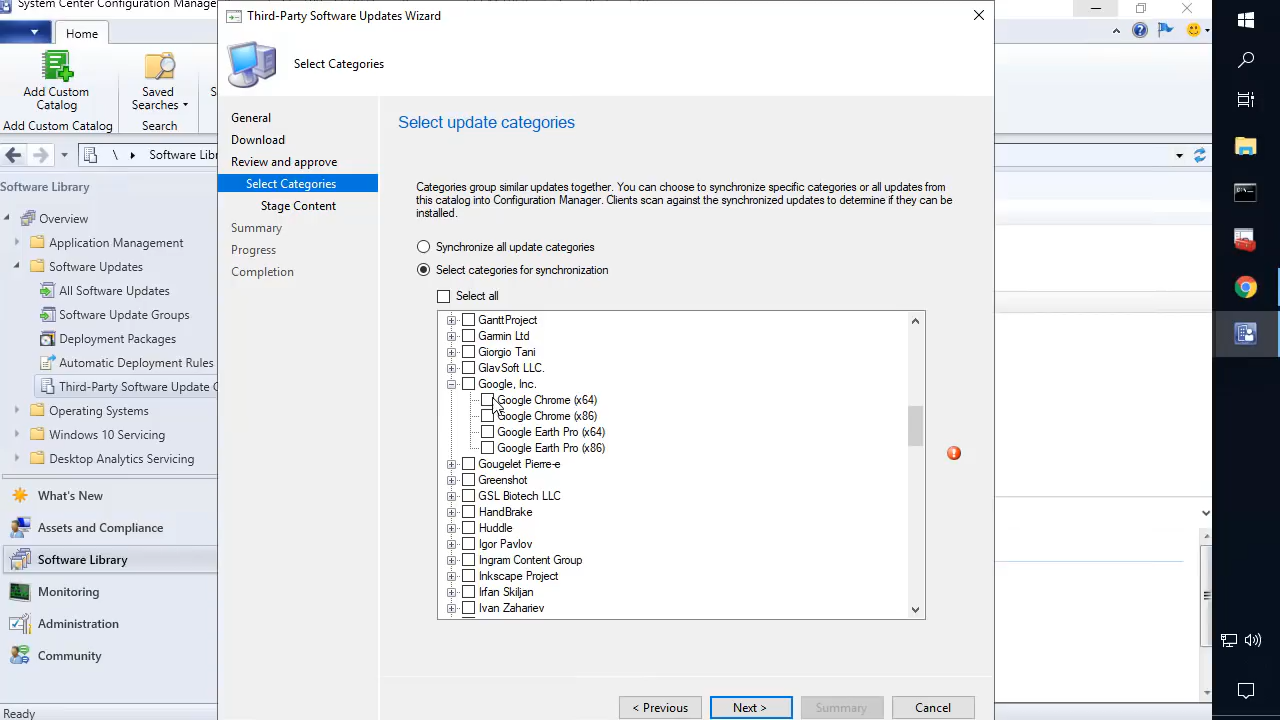 System Center Configuration Manag
Home
Add Custom
Catalog
Saved
Searches
S
Add Custom Catalog
Search
\
Software Libr
Software Library
Overview
Application Management
Software Updates
All Software Updates
Software Update Groups
Deployment Packages
Automatic Deployment Rules
Third-Party Software Update C
Operating Systems
Windows 10 Servicing
Desktop Analytics Servicing
What's New
Assets and Compliance
Software Library
Monitoring
Administration
Community
Ready
Third-Party Software Updates Wizard
Select Categories
General
Download
Review and approve
Select Categories
Stage Content
Summary
Progress
Completion
Select update categories
Categories group similar updates together. You can choose to synchronize specific categories or all updates from
this catalog into Configuration Manager. Clients scan against the synchronized updates to determine if they can be
installed.
Synchronize all update categories
Select categories for synchronization
Select all
GanttProject
Garmin Ltd
Giorgio Tani
GlavSoft LLC.
Google, Inc.
Google Chrome (x64)
Google Chrome (x86)
Google Earth Pro (x64)
Google Earth Pro (x86)
Gougelet Pierre-e
Greenshot
GSL Biotech LLC
HandBrake
Huddle
Igor Pavlov
Ingram Content Group
Inkscape Project
Irfan Skiljan
Ivan Zahariev
< Previous
Next >
Summary
Cancel